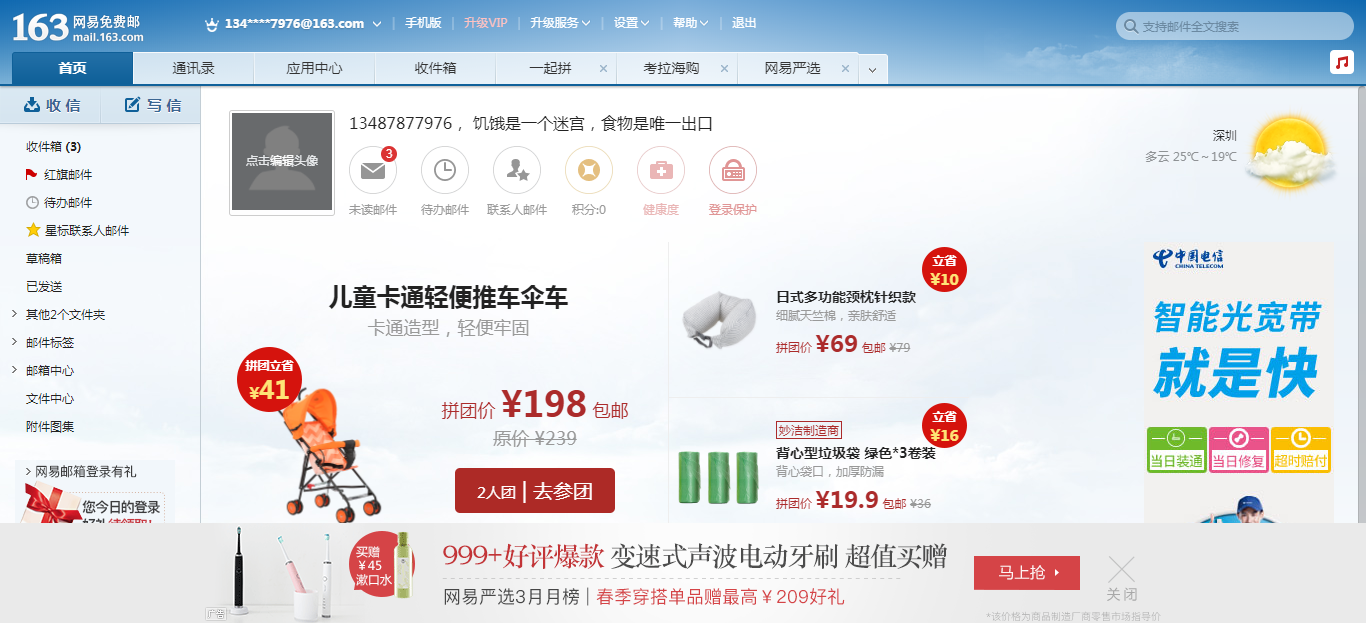 163 网易免费邮
mail.163.com
134****7976@163.com
手机版
升级VIP
升级服务
设置
帮助
退出
支持邮件全文搜索
首页
通讯录
应用中心
收件箱
一起拼
考拉海购
网易严选
收信
写信
收件箱 (3)
红旗邮件
待办邮件
星标联系人邮件
草稿箱
已发送
其他2个文件夹
邮件标签
邮箱中心
文件中心
附件图集
网易邮箱登录有礼
您今日的登录
点击编辑头像
13487877976， 饥饿是一个迷宫，食物是唯一出口
3
未读邮件
待办邮件
联系人邮件
积分:0
健康度
登录保护
深圳
多云 25℃～19℃
儿童卡通轻便推车伞车
卡通造型，轻便牢固
拼团立省
¥41
拼团价 ¥198 包邮
原价 ¥239
2人团 | 去参团
立省
¥10
日式多功能颈枕针织款
细腻天竺棉，亲肤舒适
拼团价 ¥69 包邮 ¥79
立省
¥16
妙洁制造商
背心型垃圾袋 绿色*3卷装
背心袋口，加厚防漏
拼团价 ¥19.9 包邮 ¥36
中国电信
CHINA TELECOM
智能光宽带
就是快
当日装通
当日修复
超时赔付
买赠
¥45
漱口水
999+好评爆款 变速式声波电动牙刷 超值买赠
网易严选3月月榜 | 春季穿搭单品赠最高¥209好礼
马上抢
关闭
广告
*该价格为商品制造厂商零售市场指导价